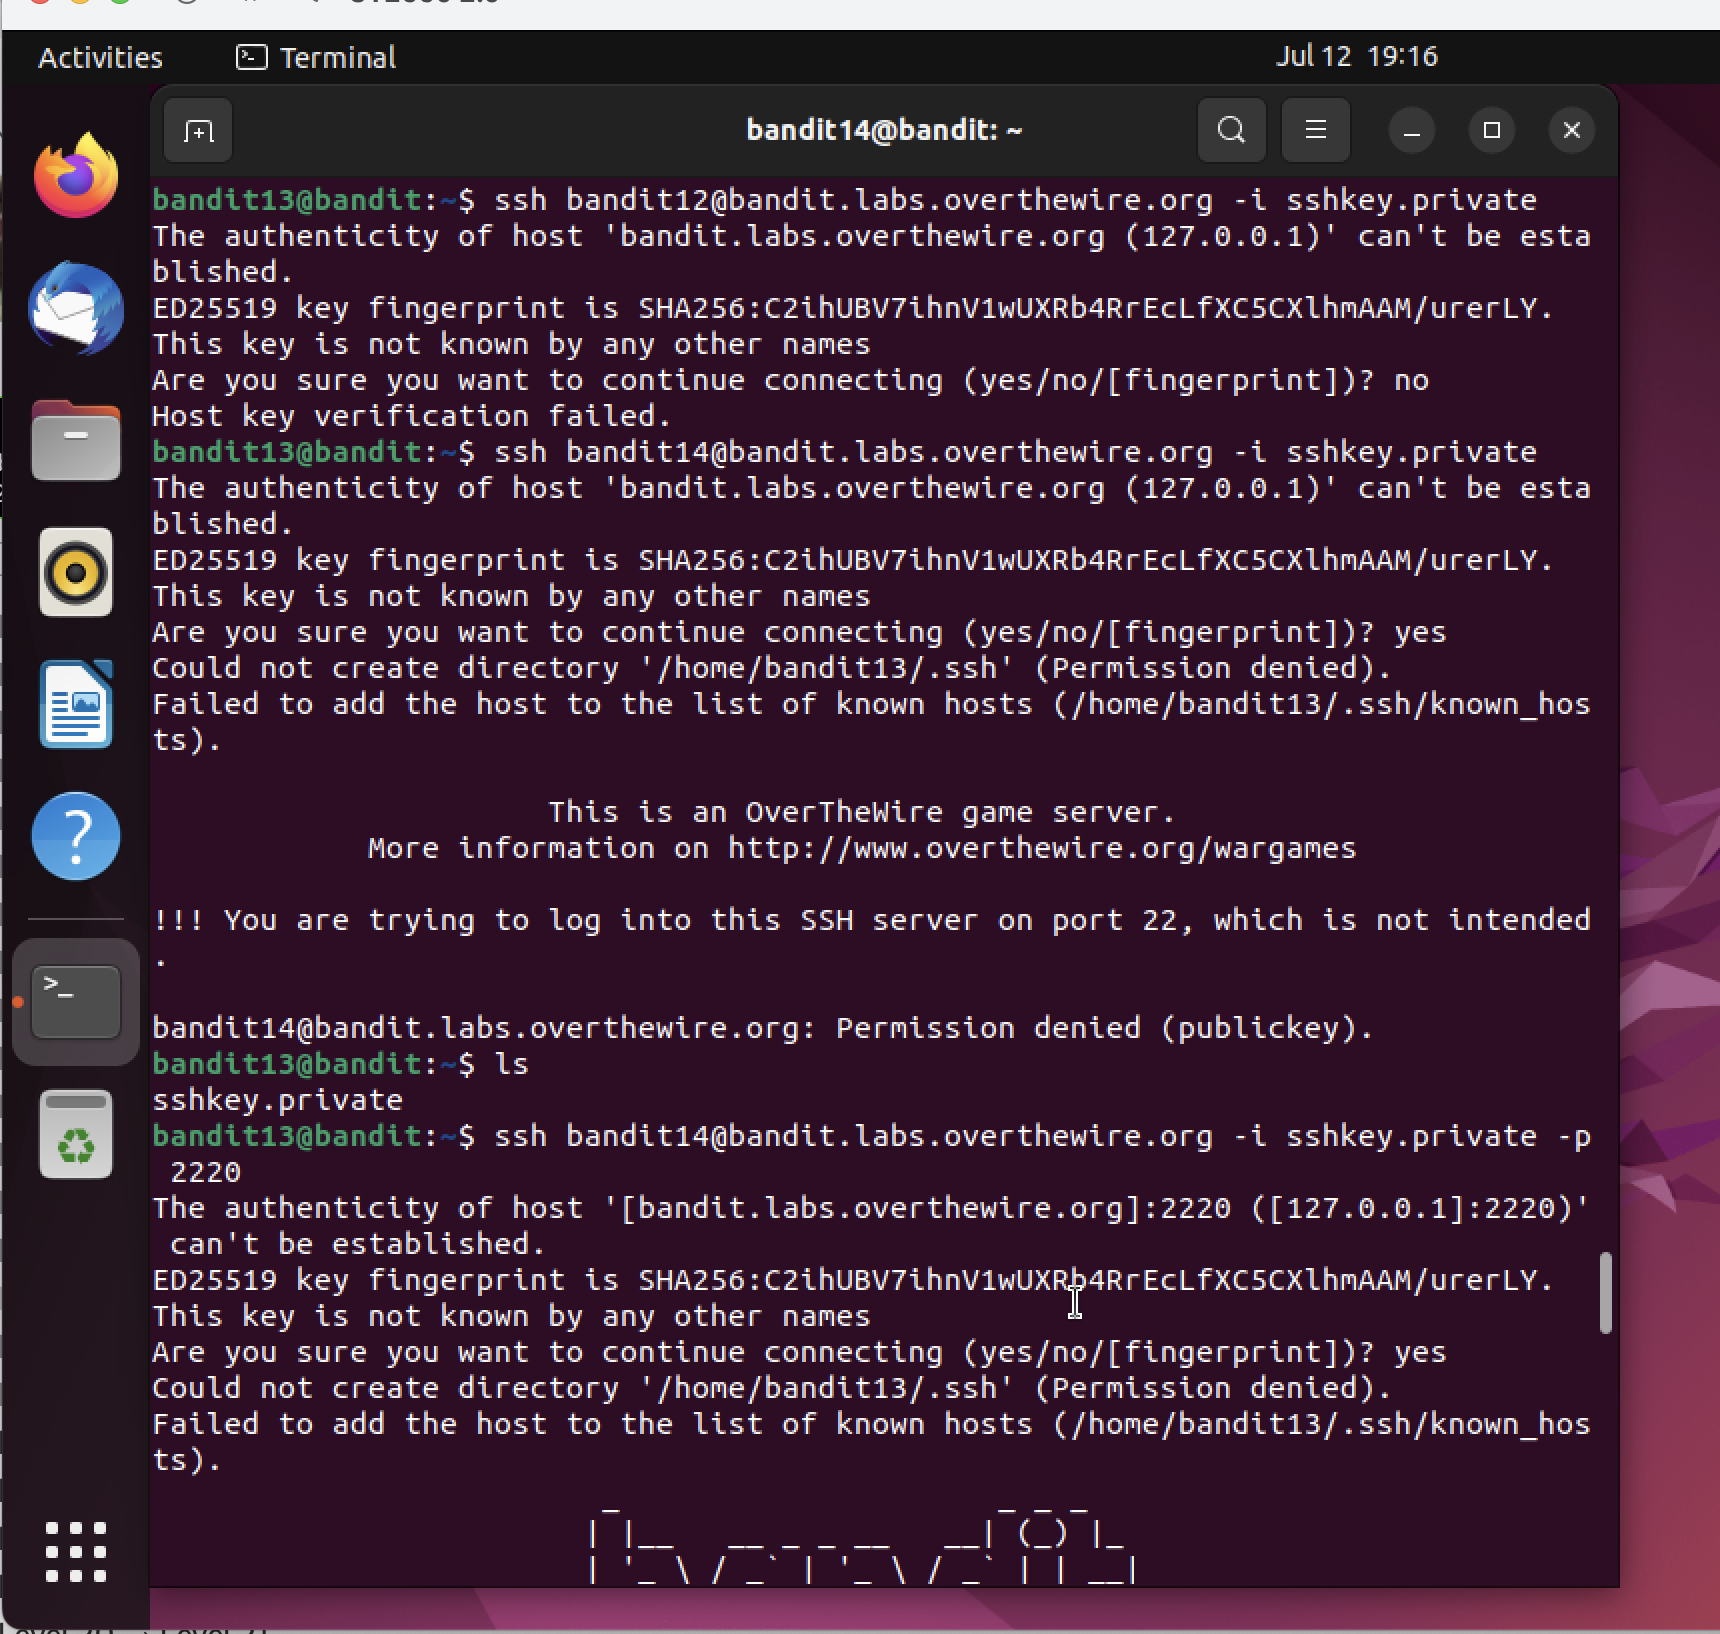 Activities Terminal Jul 12 19:16
bandit14@bandit: ~
bandit13@bandit:~$ ssh bandit12@bandit.labs.overthewire.org -i sshkey.private
The authenticity of host 'bandit.labs.overthewire.org (127.0.0.1)' can't be esta
blished.
ED25519 key fingerprint is SHA256:C2ihUBV7ihnV1wUXRb4RrEcLfXC5CXlhmAAM/urerLY.
This key is not known by any other names
Are you sure you want to continue connecting (yes/no/[fingerprint])? no
Host key verification failed.
bandit13@bandit:~$ ssh bandit14@bandit.labs.overthewire.org -i sshkey.private
The authenticity of host 'bandit.labs.overthewire.org (127.0.0.1)' can't be esta
blished.
ED25519 key fingerprint is SHA256:C2ihUBV7ihnV1wUXRb4RrEcLfXC5CXlhmAAM/urerLY.
This key is not known by any other names
Are you sure you want to continue connecting (yes/no/[fingerprint])? yes
Could not create directory '/home/bandit13/.ssh' (Permission denied).
Failed to add the host to the list of known hosts (/home/bandit13/.ssh/known_hos
ts).
This is an OverTheWire game server.
More information on http://www.overthewire.org/wargames
!!! You are trying to log into this SSH server on port 22, which is not intended
.
bandit14@bandit.labs.overthewire.org: Permission denied (publickey).
bandit13@bandit:~$ ls
sshkey.private
bandit13@bandit:~$ ssh bandit14@bandit.labs.overthewire.org -i sshkey.private -p
 2220
The authenticity of host '[bandit.labs.overthewire.org]:2220 ([127.0.0.1]:2220)'
 can't be established.
ED25519 key fingerprint is SHA256:C2ihUBV7ihnV1wUXRb4RrEcLfXC5CXlhmAAM/urerLY.
This key is not known by any other names
Are you sure you want to continue connecting (yes/no/[fingerprint])? yes
Could not create directory '/home/bandit13/.ssh' (Permission denied).
Failed to add the host to the list of known hosts (/home/bandit13/.ssh/known_hos
ts).